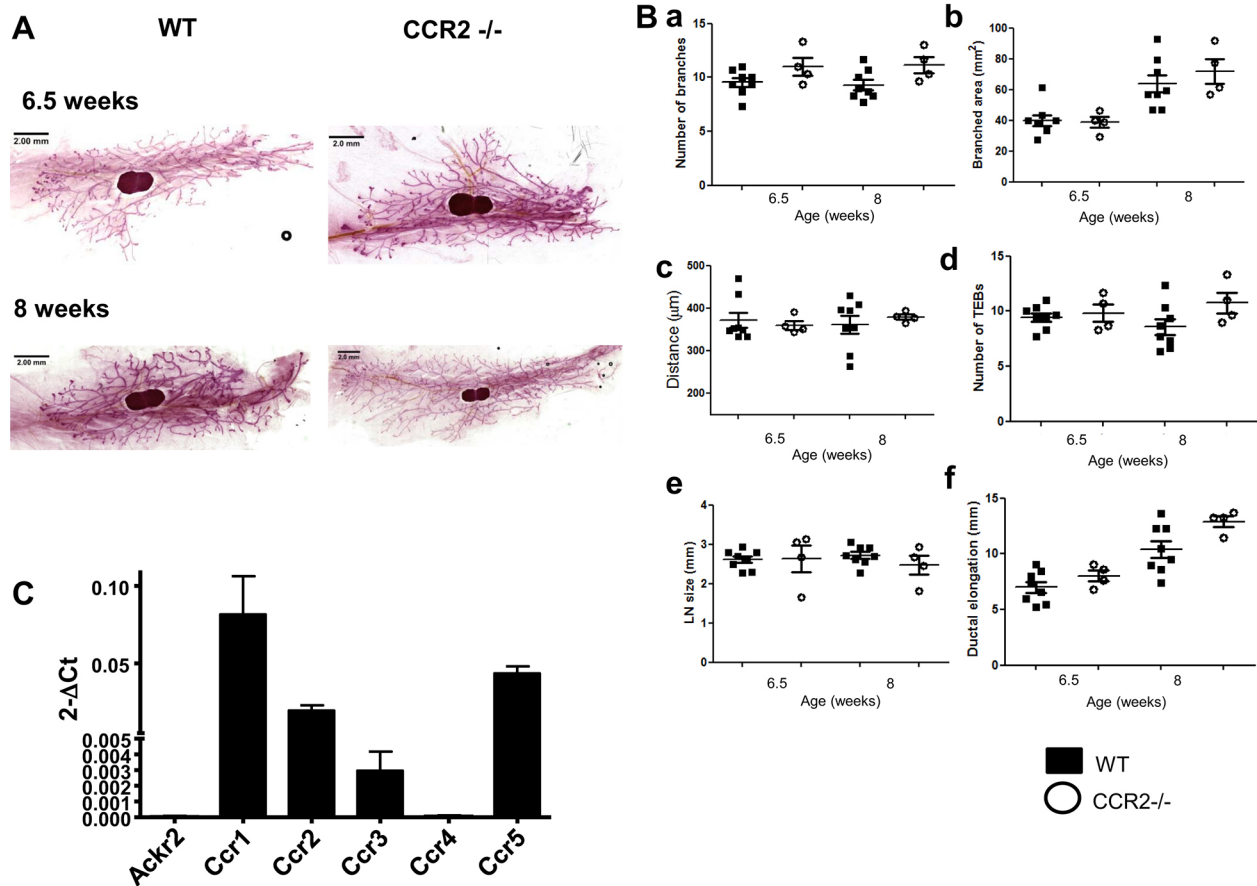 A
WT
CCR2 -/-
6.5 weeks
2.00 mm
2.0 mm
8 weeks
2.00 mm
2.0 mm
B
a
Number of branches
15
10
5
0
6.5
8
Age (weeks)
b
Branched area (mm²)
100
80
60
40
20
0
6.5
8
Age (weeks)
c
Distance (μm)
500
400
300
200
6.5
8
Age (weeks)
d
Number of TEBs
15
10
5
0
6.5
8
Age (weeks)
e
LN size (mm)
4
3
2
1
0
6.5
8
Age (weeks)
f
Ductal elongation (mm)
15
10
5
0
6.5
8
Age (weeks)
WT
CCR2-/-
C
2-ΔCt
0.10
0.05
0.005
0.004
0.003
0.002
0.001
0.000
Ackr2
Ccr1
Ccr2
Ccr3
Ccr4
Ccr5